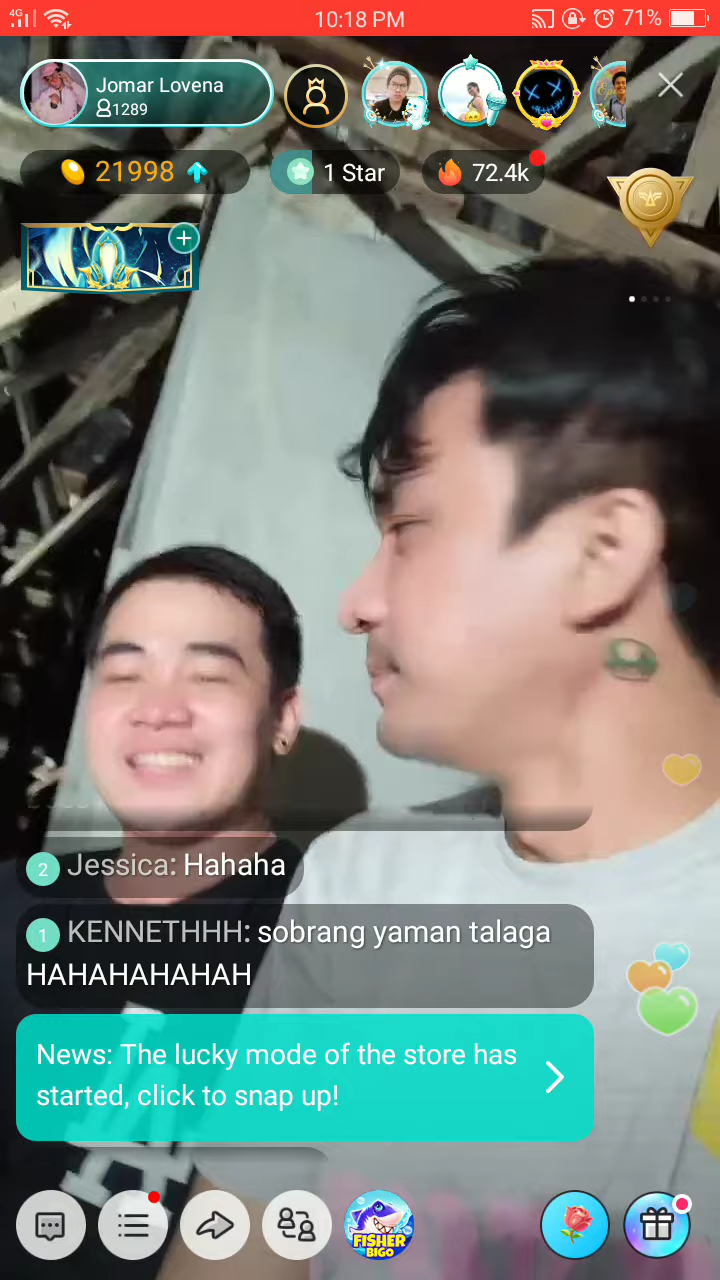 4G
10:18 PM
71%
Jomar Lovena
1289
21998
1 Star
72.4k
2 Jessica: Hahaha
1 KENNETHHH: sobrang yaman talaga
HAHAHAHAHAH
News: The lucky mode of the store has
started, click to snap up!
FISHER
BIGO